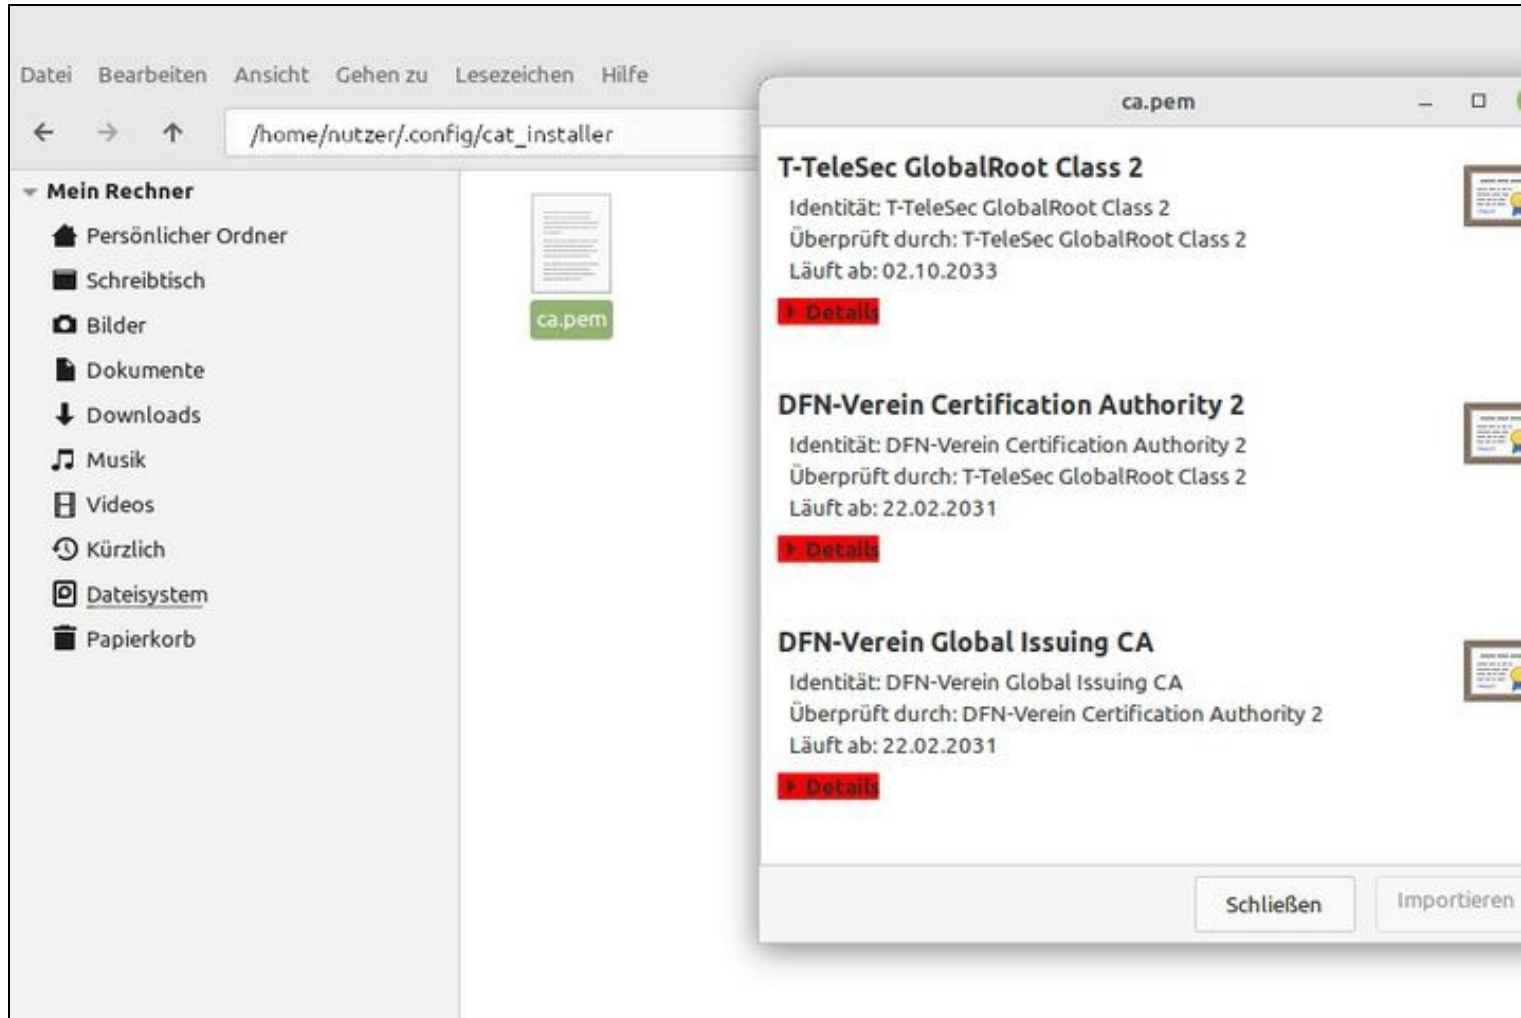 Datei Bearbeiten Ansicht Gehen zu Lesezeichen Hilfe
/home/nutzer/.config/cat_installer
Mein Rechner
Persönlicher Ordner
Schreibtisch
Bilder
Dokumente
Downloads
Musik
Videos
Kürzlich
Dateisystem
Papierkorb
ca.pem
ca.pem
T-TeleSec GlobalRoot Class 2
Identität: T-TeleSec GlobalRoot Class 2
Überprüft durch: T-TeleSec GlobalRoot Class 2
Läuft ab: 02.10.2033
Details
DFN-Verein Certification Authority 2
Identität: DFN-Verein Certification Authority 2
Überprüft durch: T-TeleSec GlobalRoot Class 2
Läuft ab: 22.02.2031
Details
DFN-Verein Global Issuing CA
Identität: DFN-Verein Global Issuing CA
Überprüft durch: DFN-Verein Certification Authority 2
Läuft ab: 22.02.2031
Details
Schließen Importieren